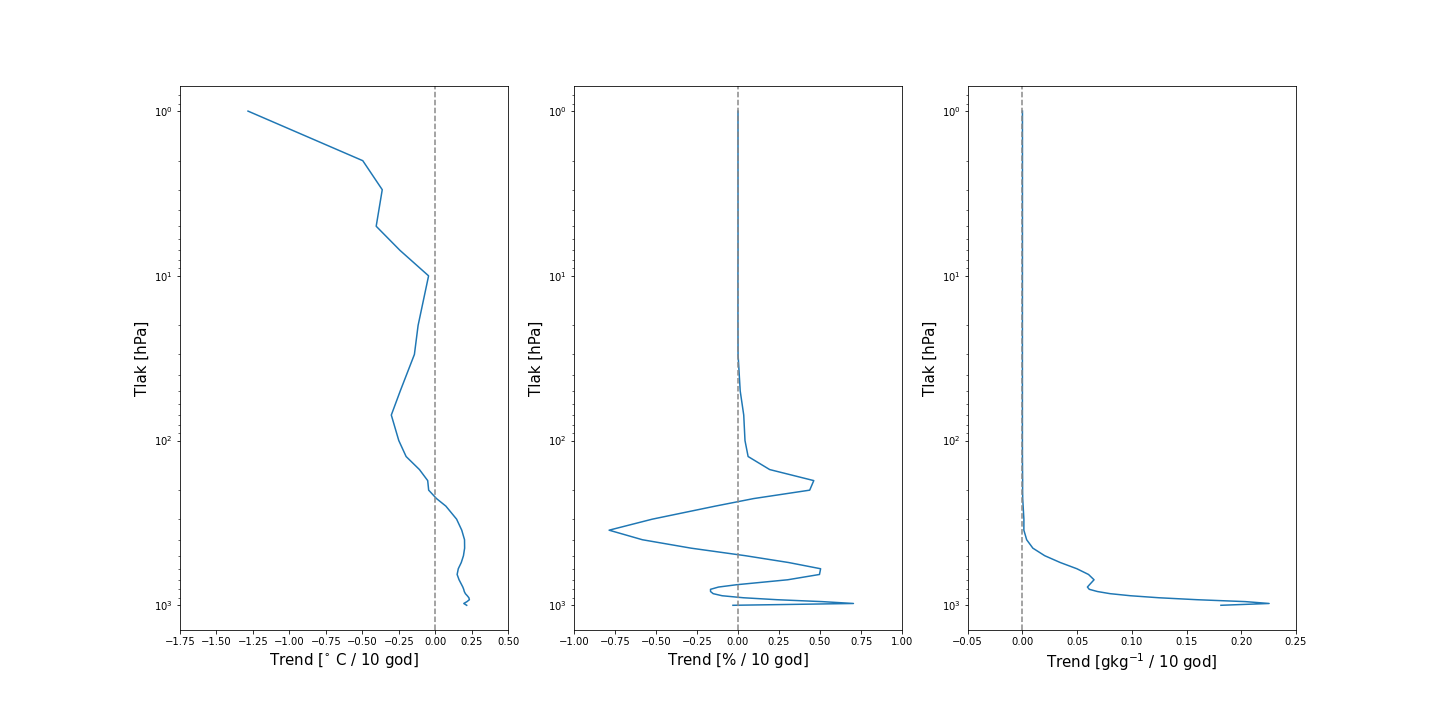 10⁰
10¹
10²
10³
Tlak [hPa]
−1.75 −1.50 −1.25 −1.00 −0.75 −0.50 −0.25 0.00 0.25 0.50
Trend [° C / 10 god]
10⁰
10¹
10²
10³
Tlak [hPa]
−1.00 −0.75 −0.50 −0.25 0.00 0.25 0.50 0.75 1.00
Trend [% / 10 god]
10⁰
10¹
10²
10³
Tlak [hPa]
−0.05 0.00 0.05 0.10 0.15 0.20 0.25
Trend [gkg⁻¹ / 10 god]